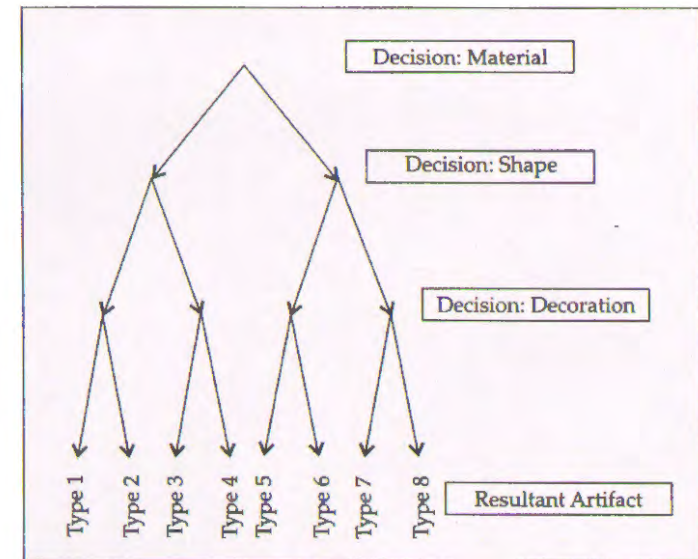 Decision: Material
Decision: Shape
Decision: Decoration
Type 1
Type 2
Type 3
Type 4
Type 5
Type 6
Type 7
Type 8
Resultant Artifact